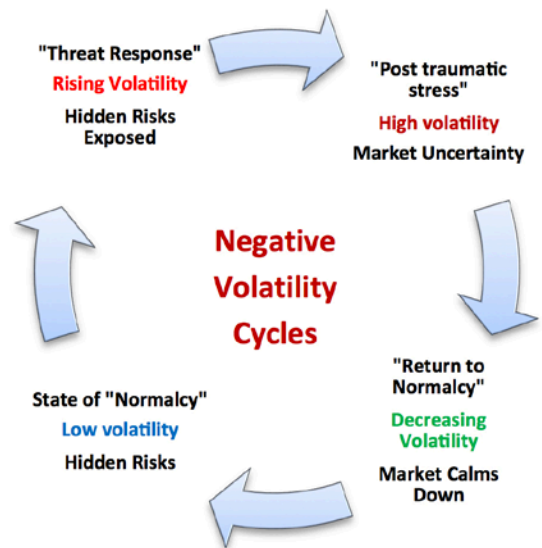 "Threat Response"
Rising Volatility
Hidden Risks
Exposed
"Post traumatic
stress"
High volatility
Market Uncertainty
Negative
Volatility
Cycles
"Return to
Normalcy"
Decreasing
Volatility
Market Calms
Down
State of "Normalcy"
Low volatility
Hidden Risks